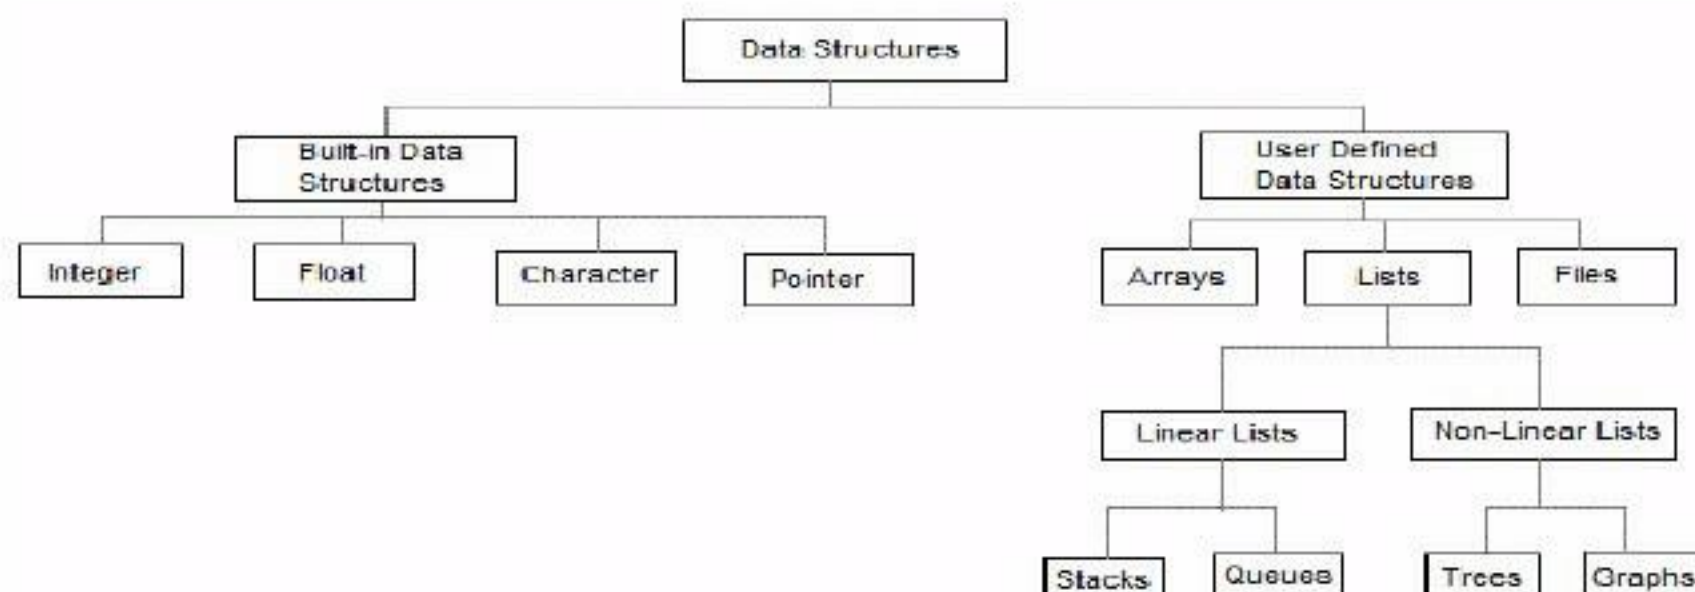 Data Structures
Built-in Data
Structures
User Defined
Data Structures
Integer
Float
Character
Pointer
Arrays
Lists
Files
Linear Lists
Non-Linear Lists
Stacks
Queues
Trees
Graphs